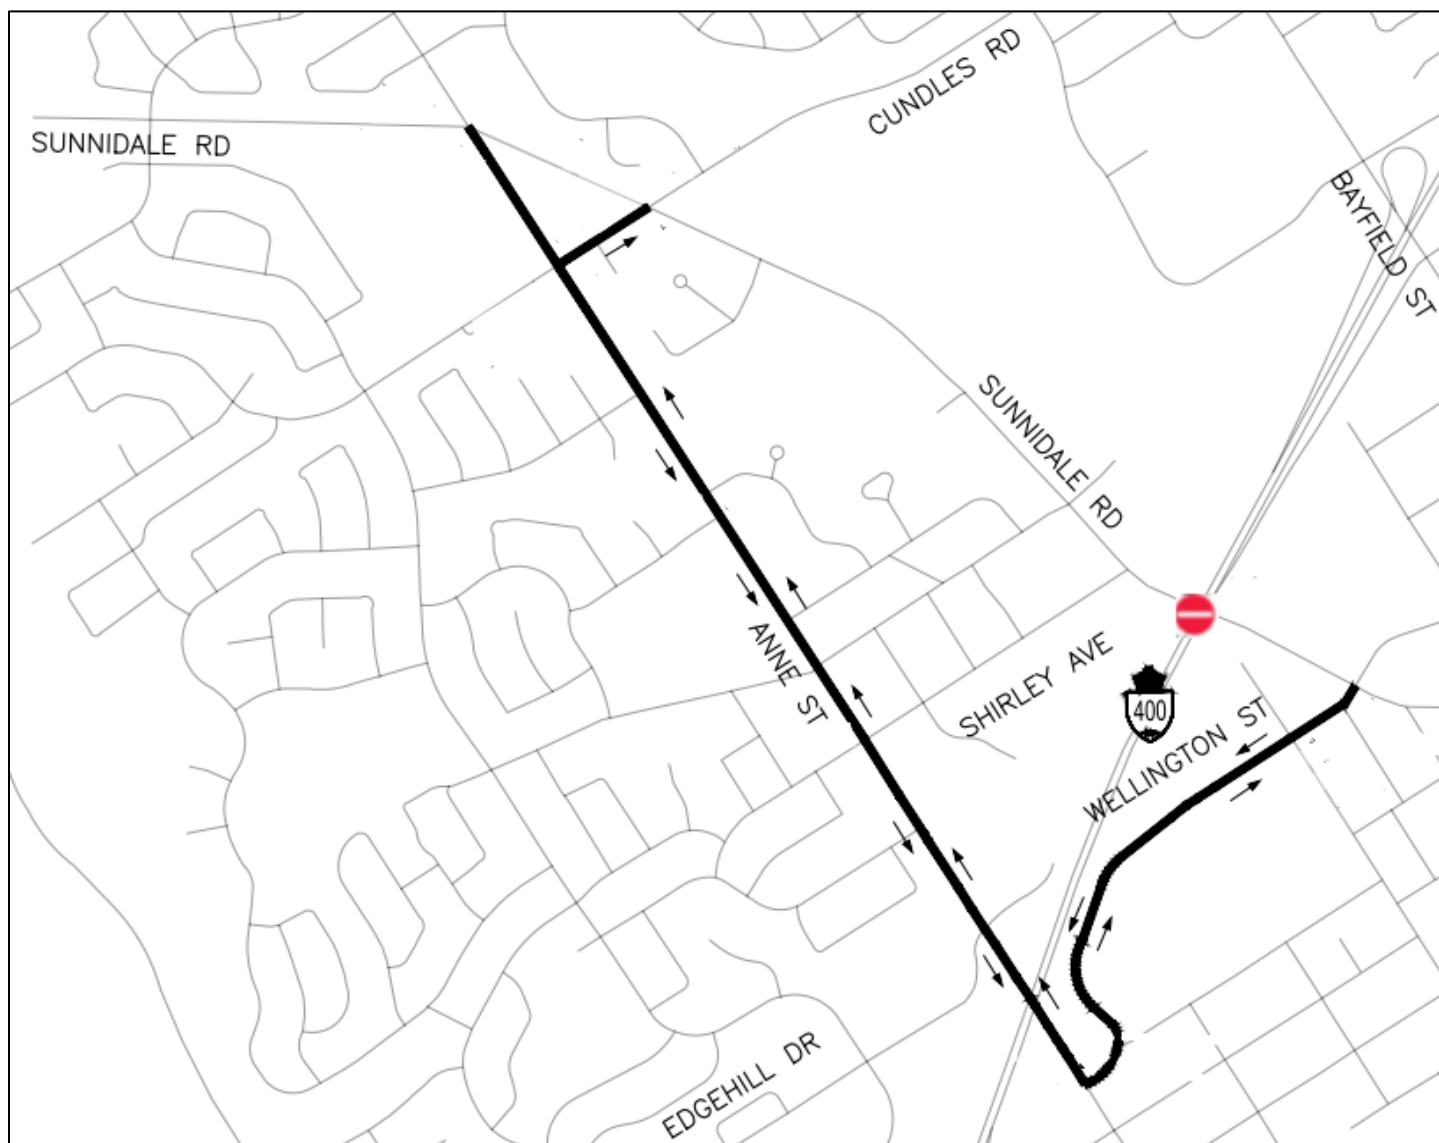 CUNDLES RD
SUNNIDALE RD
BAYFIELD ST
SUNNIDALE RD
ANNE ST
SHIRLEY AVE
400
WELLINGTON ST
EDGEHILL DR